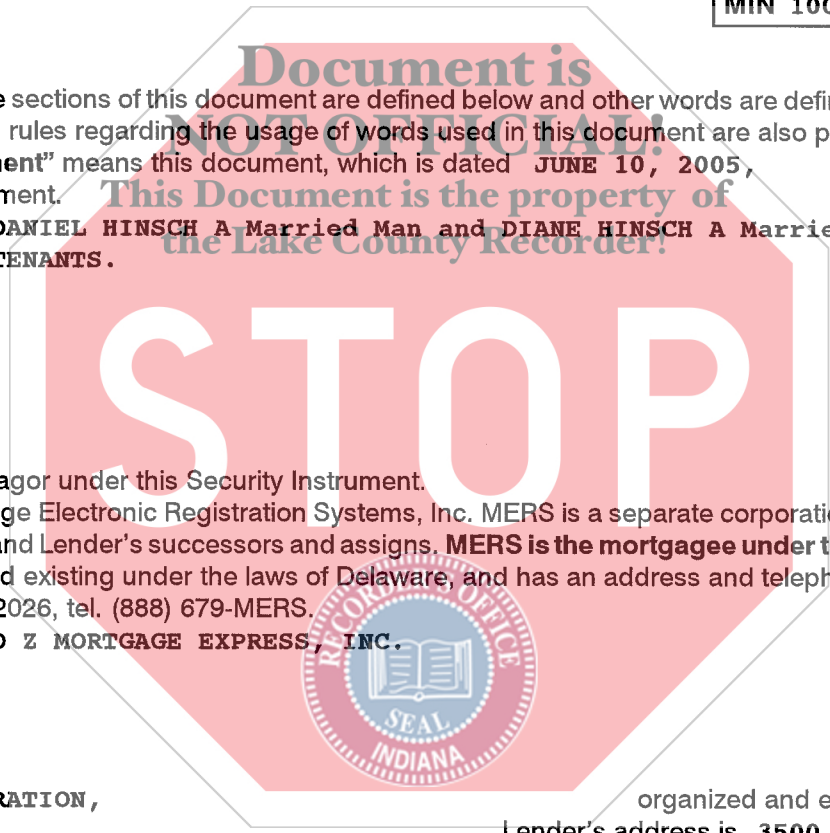 MIN 100
Document is
sections of this document are defined below and other words are defi
rules regarding the usage of words used in this document are also p
NOT OFFICIAL!
ent” means this document, which is dated JUNE 10, 2005,
ment.
This Document is the property of
DANIEL HINSCH A Married Man and DIANE HINSCH A Marrie
the Lake County Recorder!
TENANTS.
STOP
agor under this Security Instrument.
ge Electronic Registration Systems, Inc. MERS is a separate corporati
and Lender’s successors and assigns. MERS is the mortgagee under t
d existing under the laws of Delaware, and has an address and teleph
2026, tel. (888) 679-MERS.
O Z MORTGAGE EXPRESS, INC.
RECORDER'S OFFICE
SEAL
INDIANA
RATION,
organized and e
Lender's address is 3500